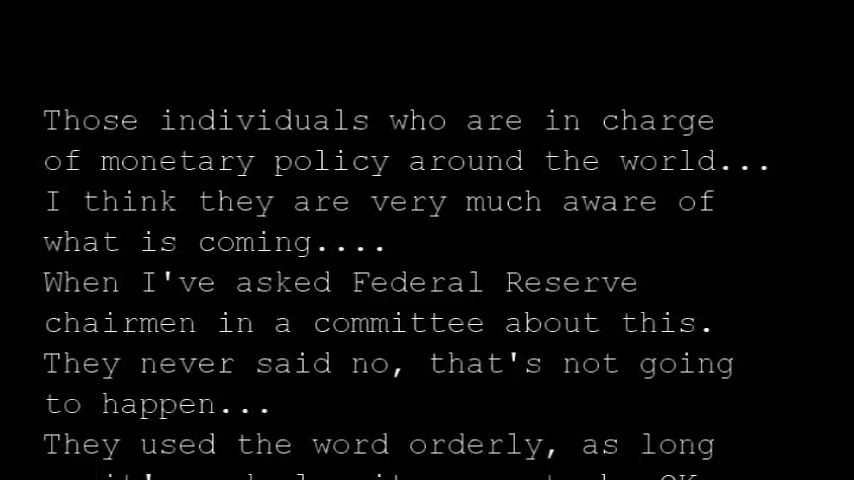 Those individuals who are in charge
of monetary policy around the world...
I think they are very much aware of
what is coming....
When I've asked Federal Reserve
chairmen in a committee about this.
They never said no, that's not going
to happen...
They used the word orderly, as long